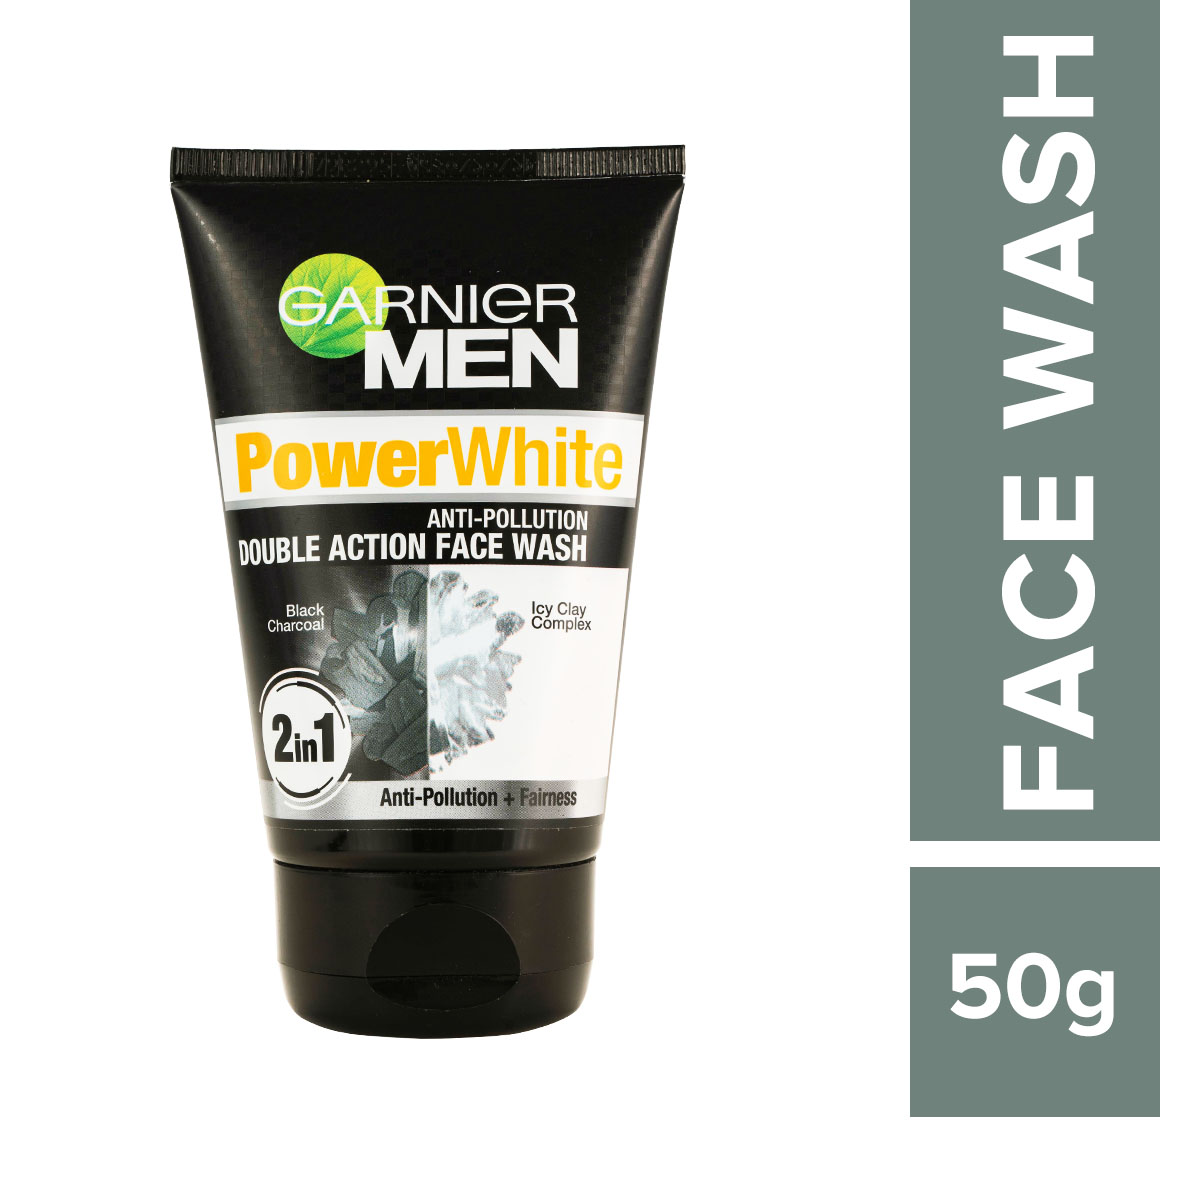 GARNIER
MEN
PowerWhite
ANTI-POLLUTION
DOUBLE ACTION FACE WASH
Black
Charcoal
Icy Clay
Complex
2in1
Anti-Pollution + Fairness
FACE WASH
50g